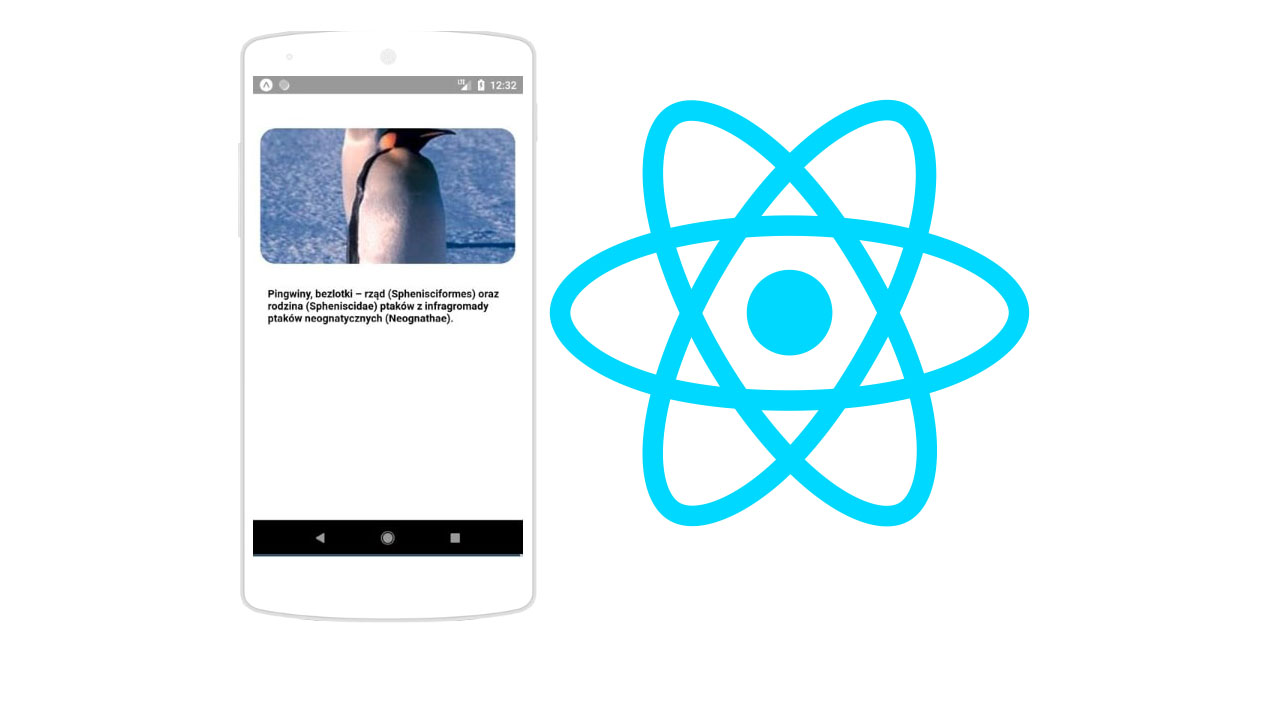 12:32
Pingwiny, bezlotki – rząd (Sphenisciformes) oraz
rodzina (Spheniscidae) ptaków z infragromady
ptaków neognatycznych (Neognathae).